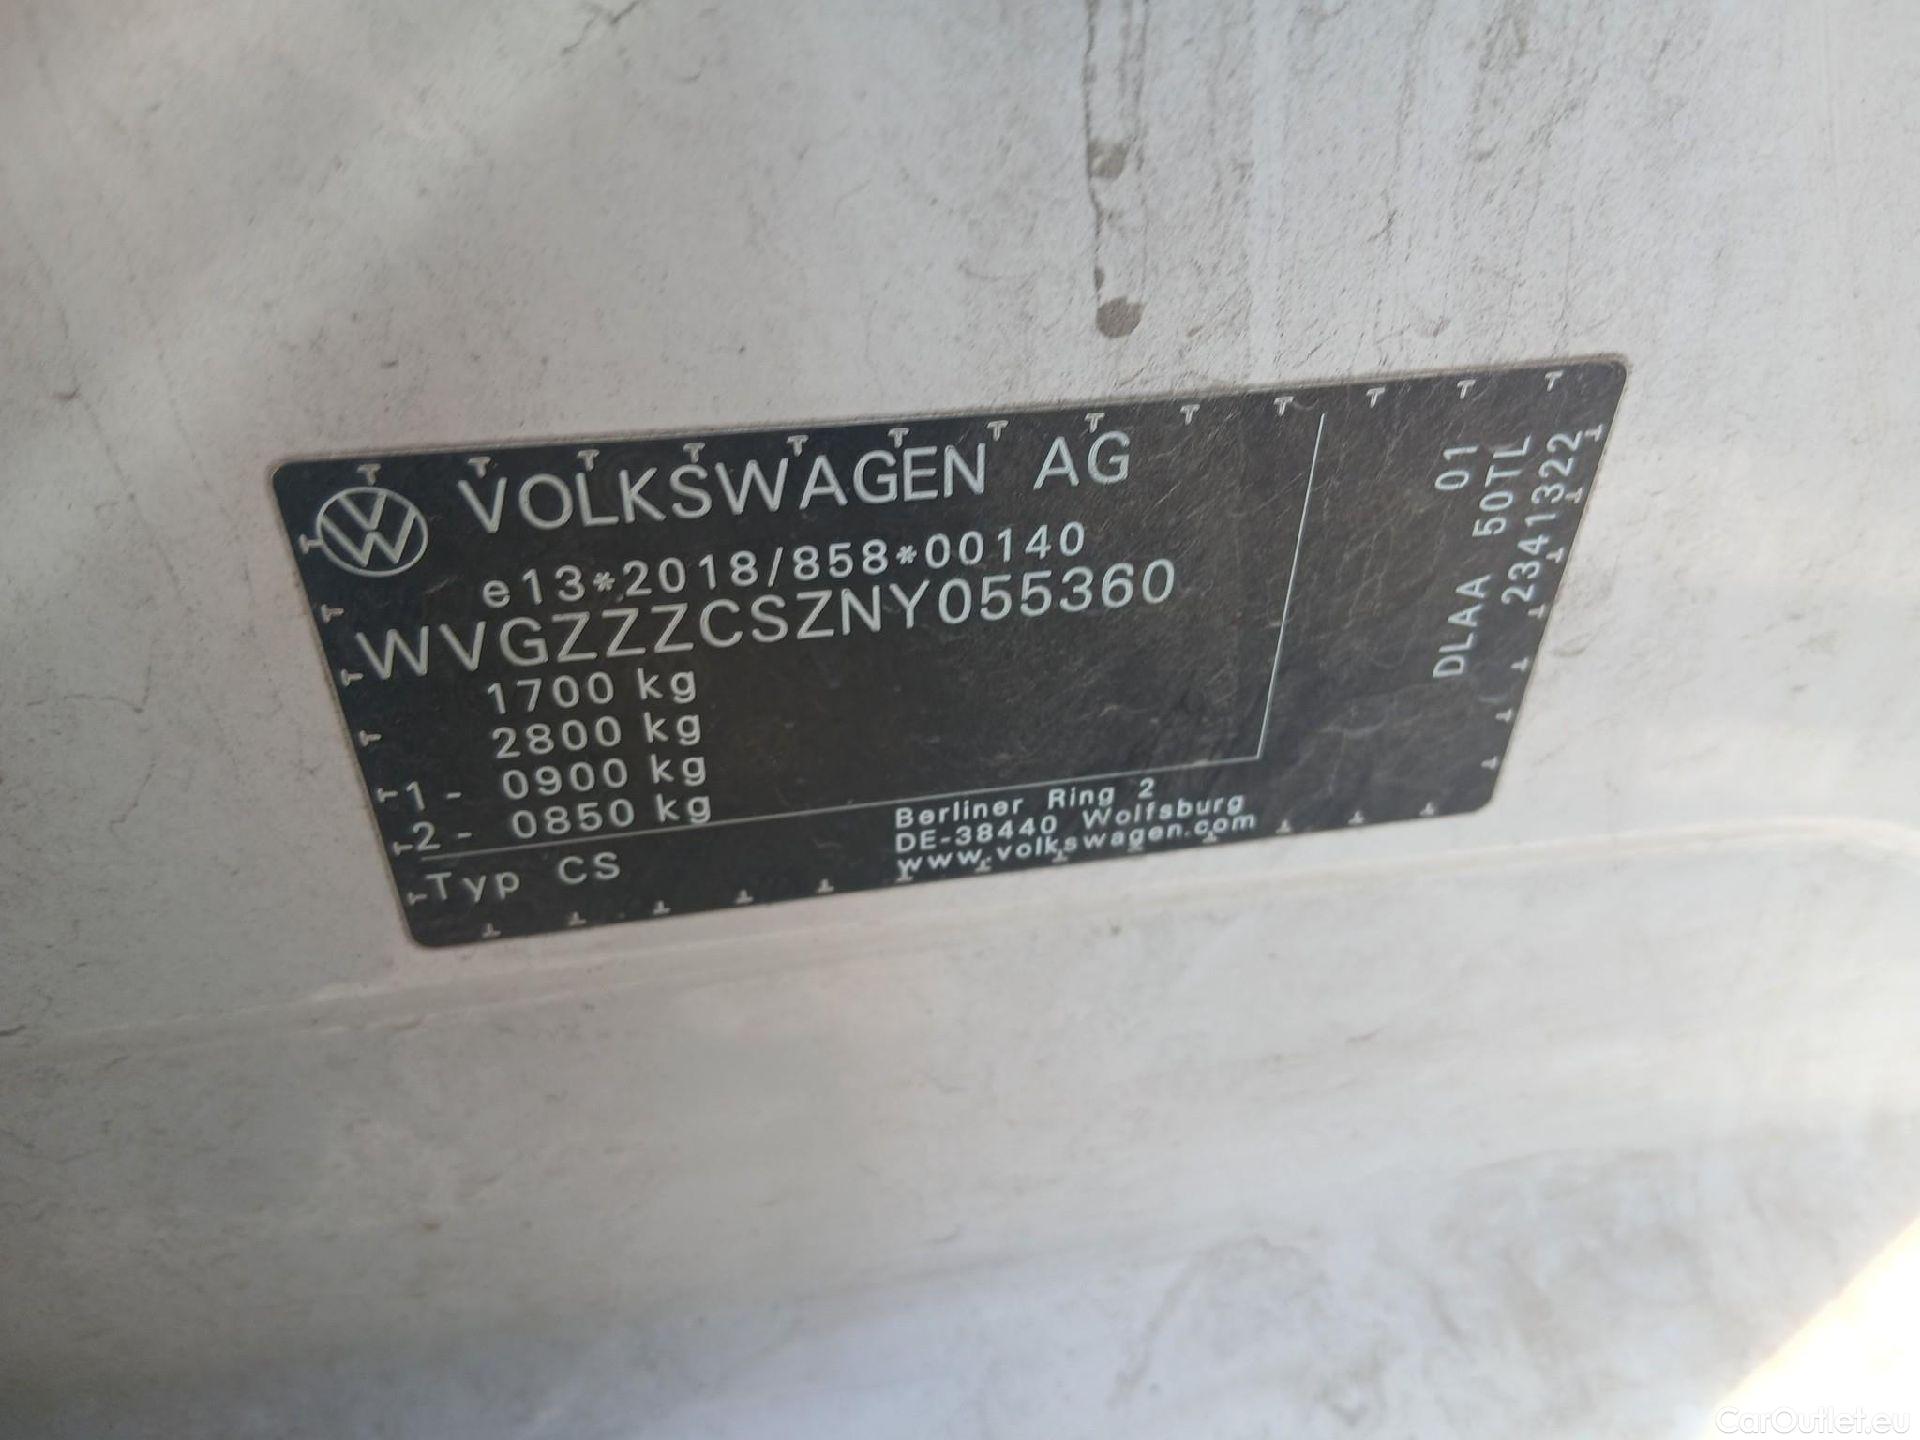 VOLKSWAGEN AG
e13*2018/858*00140
WVGZZZCSZNY055360
1700 kg
2800 kg
1- 0900 kg
2- 0850 kg
Typ CS
Berliner Ring 2
DE-38440 Wolfsburg
www.volkswagen.com
01
DLAA 50TL
2341322
CarOutlet.eu